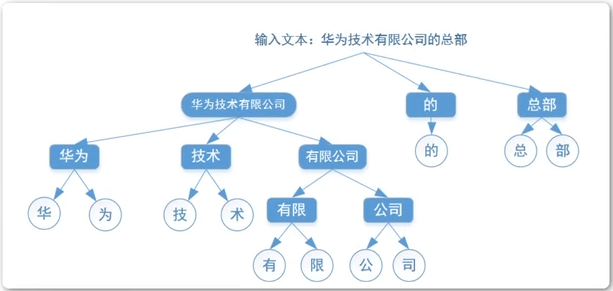 输入文本：华为技术有限公司的总部
华为技术有限公司
的
总部
华为
技术
有限公司
的
总
部
华
为
技
术
有限
公司
有
限
公
司